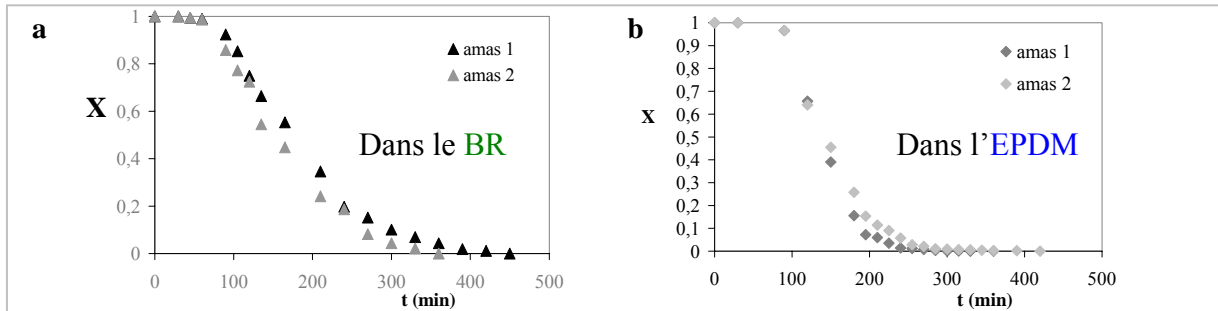 a
X
1
0,8
0,6
0,4
0,2
0
0 100 200 300 400 500
t (min)
amas 1
amas 2
Dans le BR
b
X
1
0,9
0,8
0,7
0,6
0,5
0,4
0,3
0,2
0,1
0
0 100 200 300 400 500
t (min)
amas 1
amas 2
Dans l’EPDM